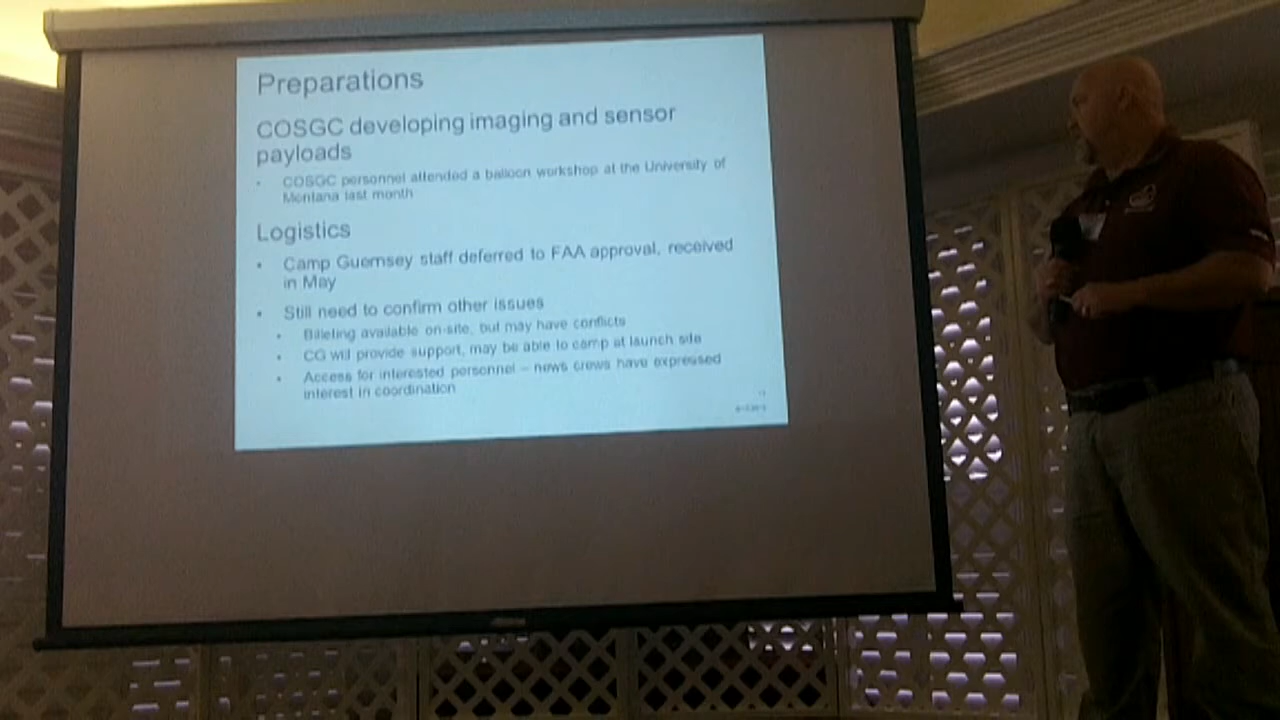 Preparations
COSGC developing imaging and sensor
payloads
• COSGC personnel attended a balloon workshop at the University of
Montana last month
Logistics
• Camp Guernsey staff deferred to FAA approval, received
in May
• Still need to confirm other issues
• Billeting available on-site, but may have conflicts
• CG will provide support, may be able to camp at launch site
• Access for interested personnel – news crews have expressed
interest in coordination